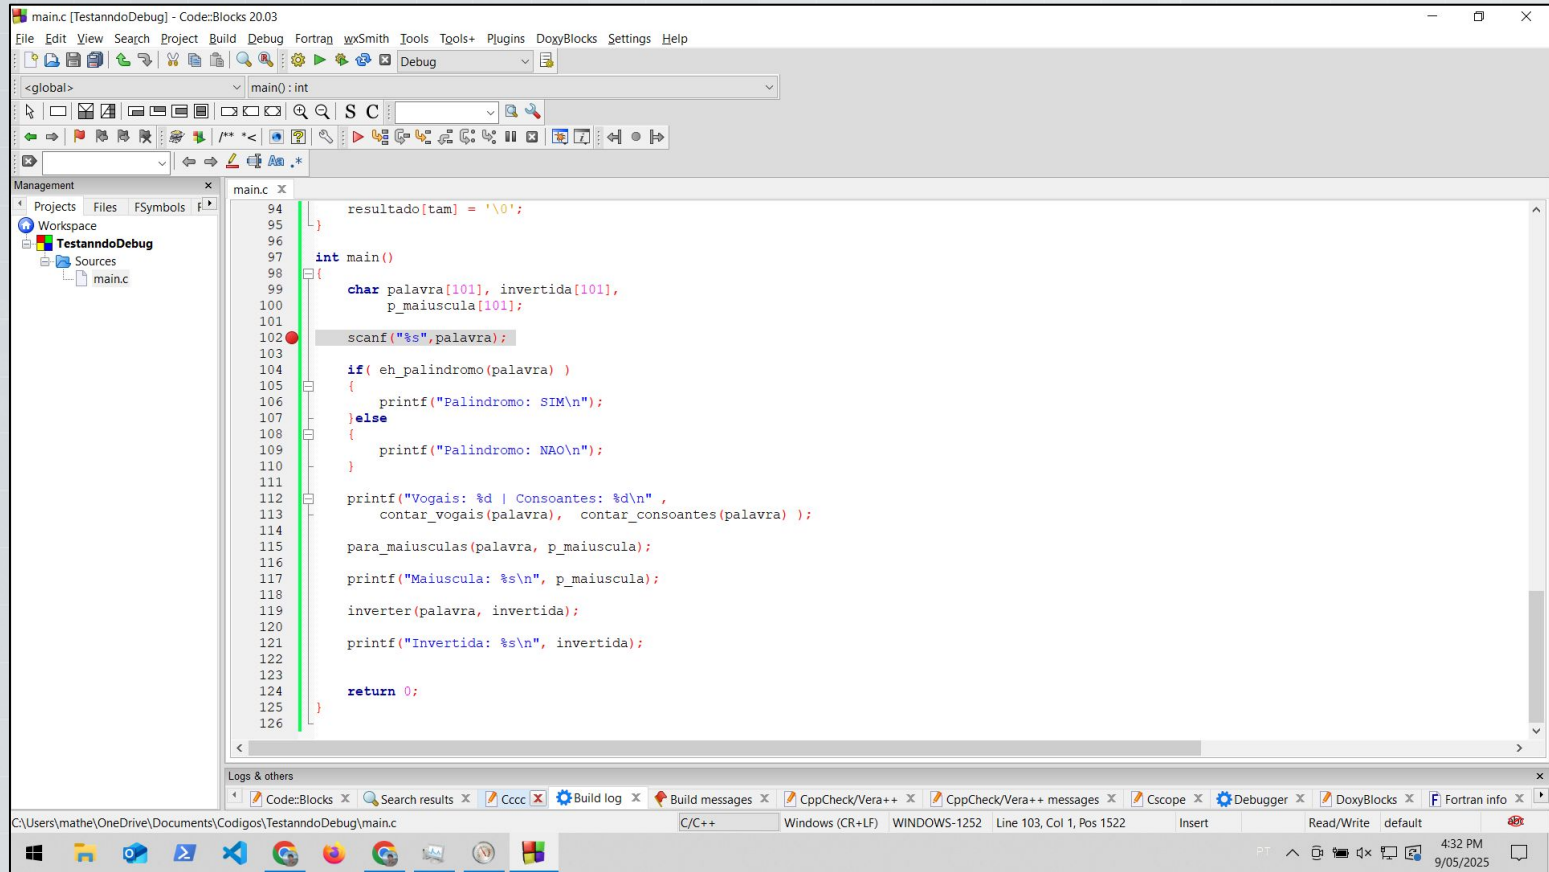 main.c [TestanndoDebug] - Code::Blocks 20.03
File Edit View Search Project Build Debug Fortran wxSmith Tools Tools+ Plugins DoxyBlocks Settings Help
Debug
<global> main() : int
S C
/** *<
Aa .*
Management
main.c
Projects Files FSymbols
Workspace
TestanndoDebug
Sources
main.c
94 resultado[tam] = '\0';
95 }
96
97 int main()
98 {
99 char palavra[101], invertida[101],
100 p_maiuscula[101];
101
102 scanf("%s",palavra);
103
104 if( eh_palindromo(palavra) )
105 {
106 printf("Palindromo: SIM\n");
107 }else
108 {
109 printf("Palindromo: NAO\n");
110 }
111
112 printf("Vogais: %d | Consoantes: %d\n" ,
113 contar_vogais(palavra), contar_consoantes(palavra) );
114
115 para_maiusculas(palavra, p_maiuscula);
116
117 printf("Maiuscula: %s\n", p_maiuscula);
118
119 inverter(palavra, invertida);
120
121 printf("Invertida: %s\n", invertida);
122
123
124 return 0;
125 }
126
Logs & others
Code::Blocks Search results Cccc Build log Build messages CppCheck/Vera++ CppCheck/Vera++ messages Cscope Debugger DoxyBlocks Fortran info
C:\Users\mathe\OneDrive\Documents\Codigos\TestanndoDebug\main.c C/C++ Windows (CR+LF) WINDOWS-1252 Line 103, Col 1, Pos 1522 Insert Read/Write default
PT 4:32 PM
9/05/2025